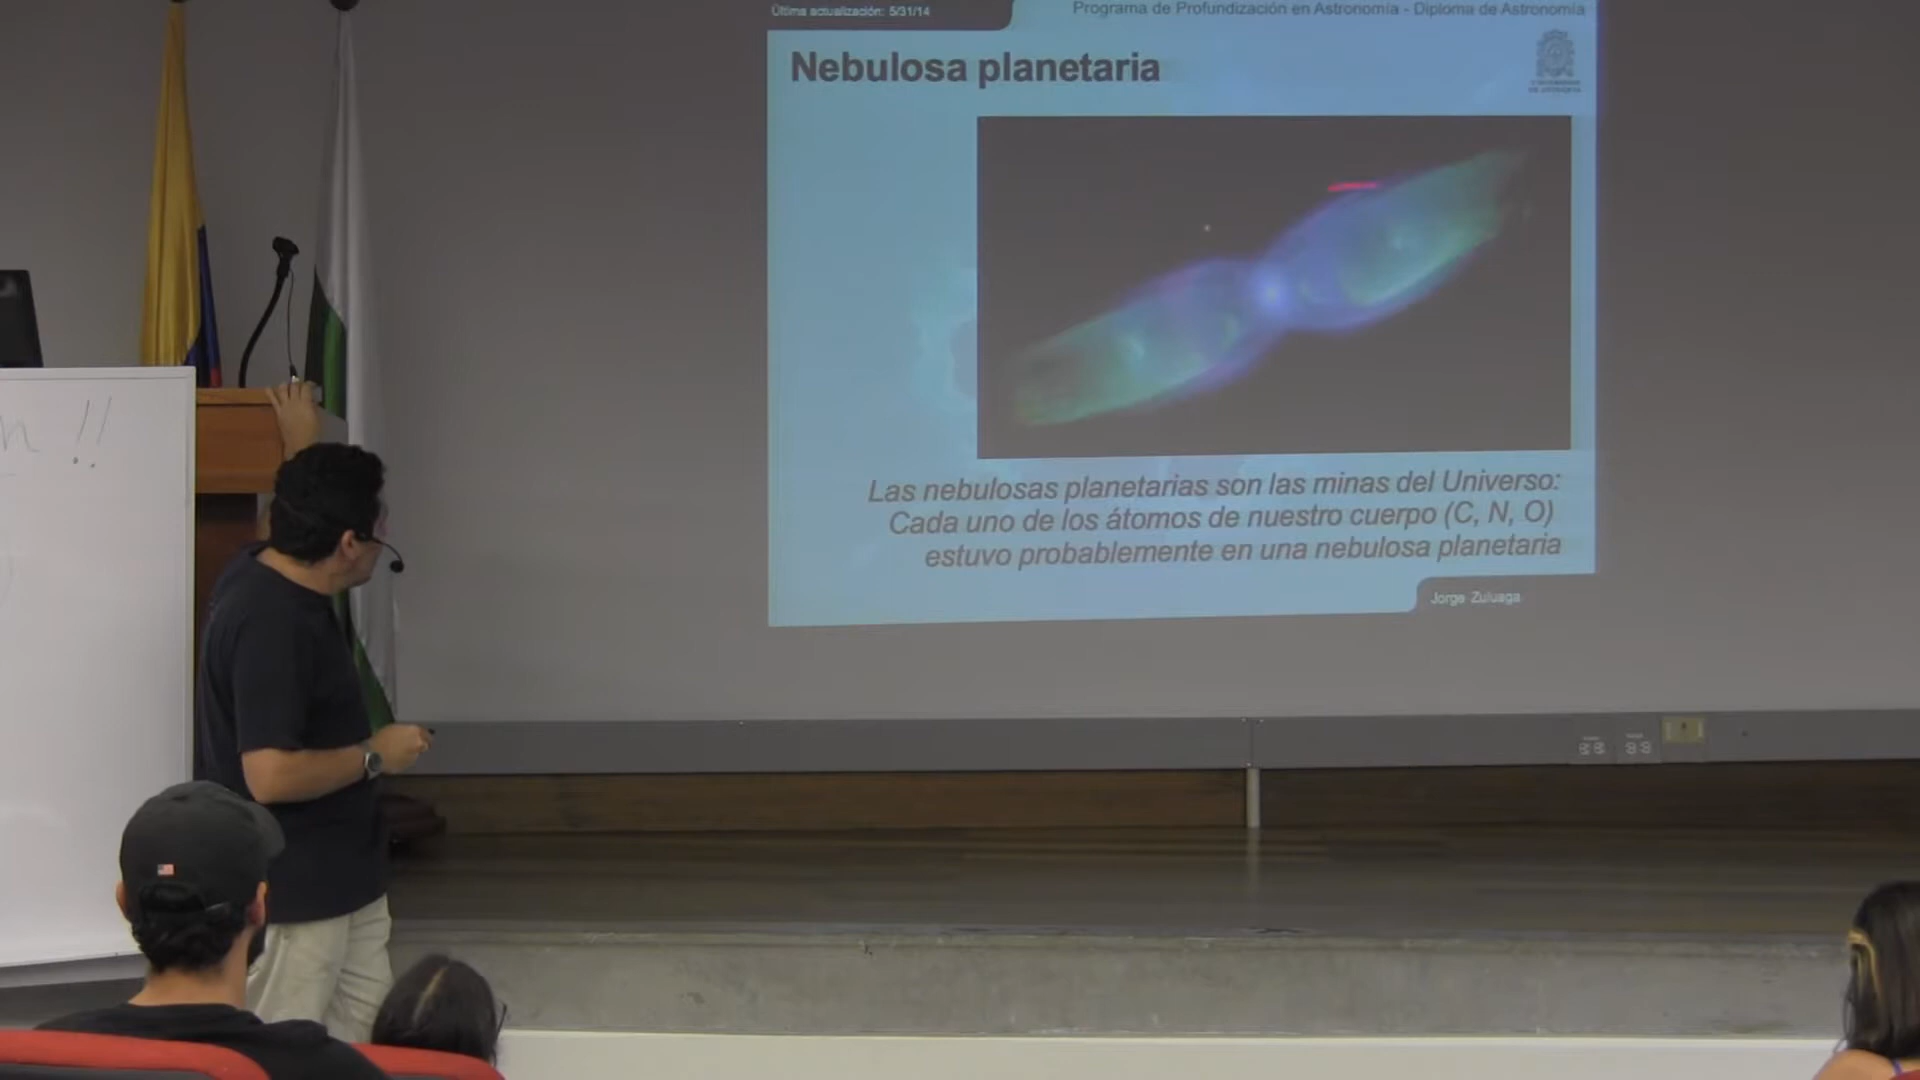 Última actualización: 5/31/14
Programa de Profundización en Astronomía - Diploma de Astronomía
Nebulosa planetaria
Las nebulosas planetarias son las minas del Universo:
Cada uno de los átomos de nuestro cuerpo (C, N, O)
estuvo probablemente en una nebulosa planetaria
Jorge Zuluaga
!!